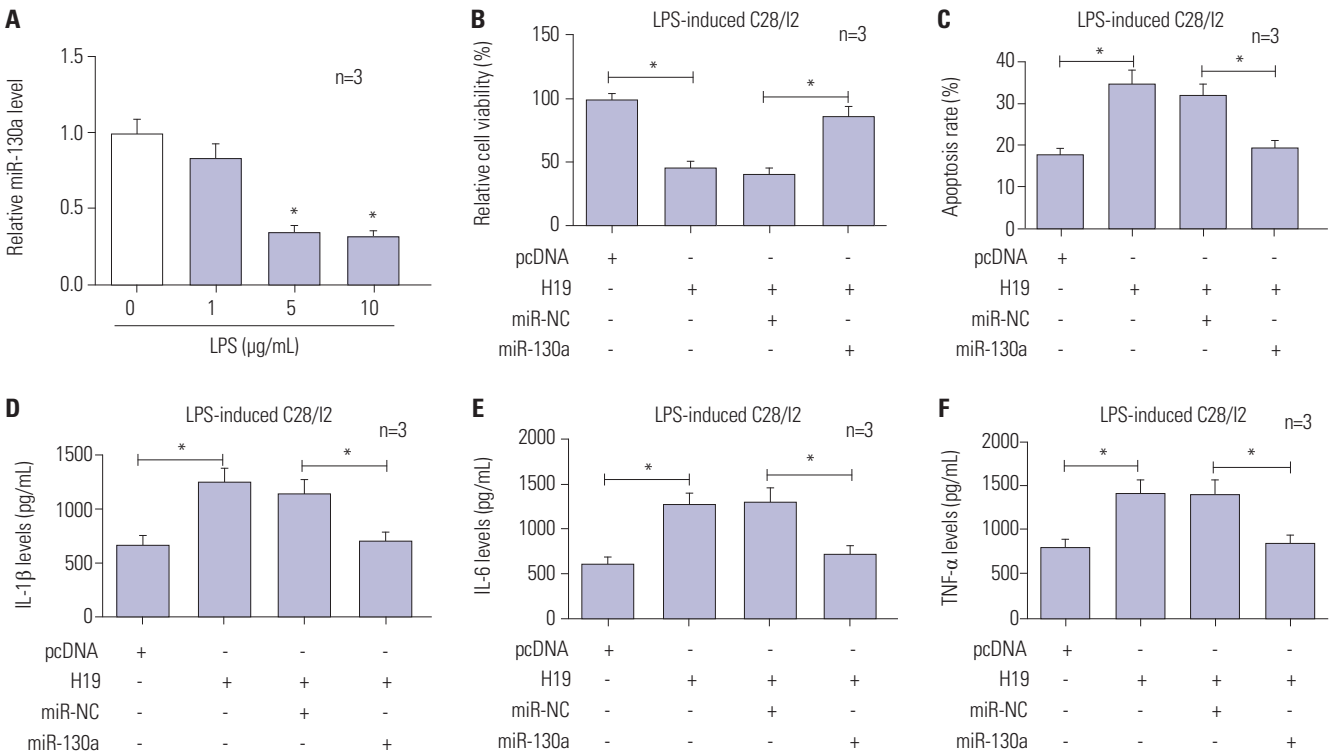 A
Relative miR-130a level
1.5
1.0
0.5
0.0
n=3
* *
0 1 5 10
LPS (µg/mL)
B
LPS-induced C28/I2
n=3
Relative cell viability (%)
150
100
50
0
* *
pcDNA + - - -
H19 - + + +
miR-NC - - + -
miR-130a - - - +
C
LPS-induced C28/I2
n=3
Apoptosis rate (%)
40
30
20
10
0
* *
pcDNA + - - -
H19 - + + +
miR-NC - - + -
miR-130a - - - +
D
LPS-induced C28/I2
n=3
IL-1β levels (pg/mL)
1500
1000
500
0
* *
pcDNA + - - -
H19 - + + +
miR-NC - - + -
miR-130a - - - +
E
LPS-induced C28/I2
n=3
IL-6 levels (pg/mL)
2000
1500
1000
500
0
* *
pcDNA + - - -
H19 - + + +
miR-NC - - + -
miR-130a - - - +
F
LPS-induced C28/I2
n=3
TNF-α levels (pg/mL)
2000
1500
1000
500
0
* *
pcDNA + - - -
H19 - + + +
miR-NC - - + -
miR-130a - - - +